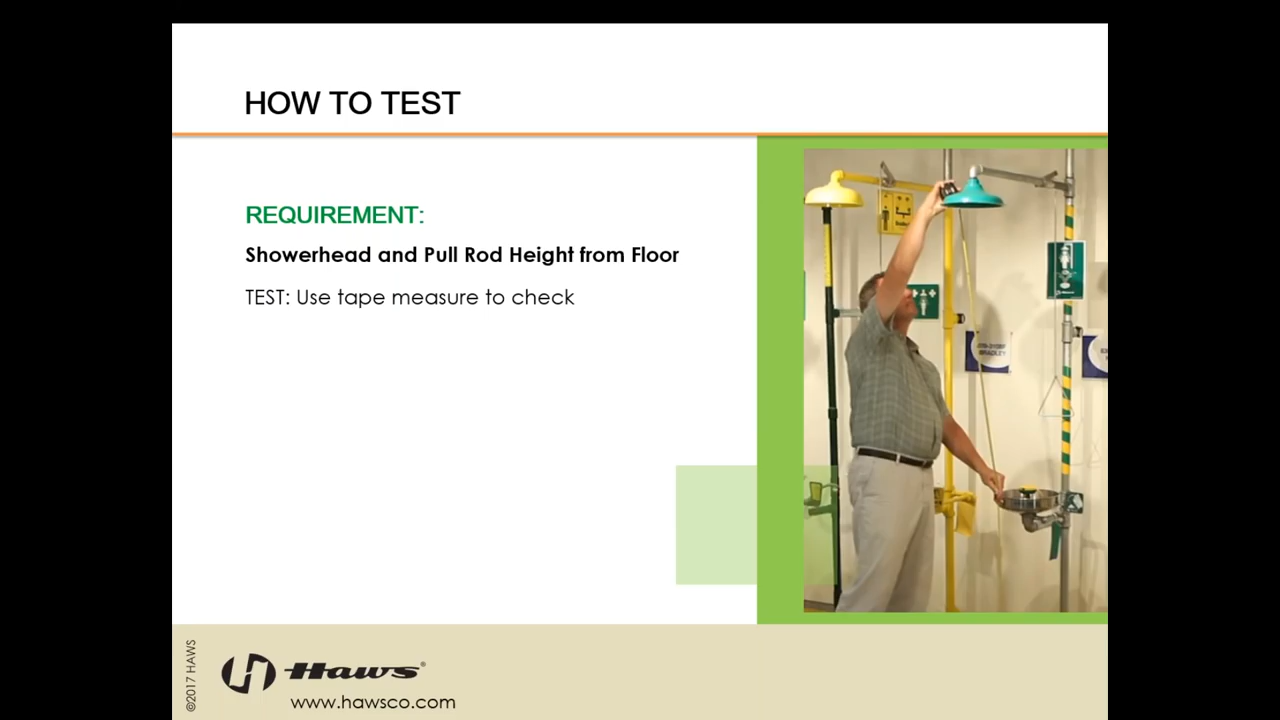 HOW TO TEST
REQUIREMENT:
Showerhead and Pull Rod Height from Floor
TEST: Use tape measure to check
©2017 HAWS
Haws®
www.hawsco.com